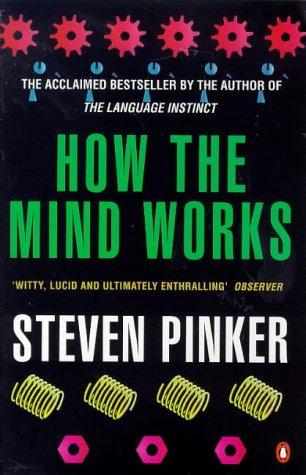 THE ACCLAIMED BESTSELLER BY THE AUTHOR OF
THE LANGUAGE INSTINCT
HOW THE
MIND WORKS
'WITTY, LUCID AND ULTIMATELY ENTHRALLING' OBSERVER
STEVEN PINKER